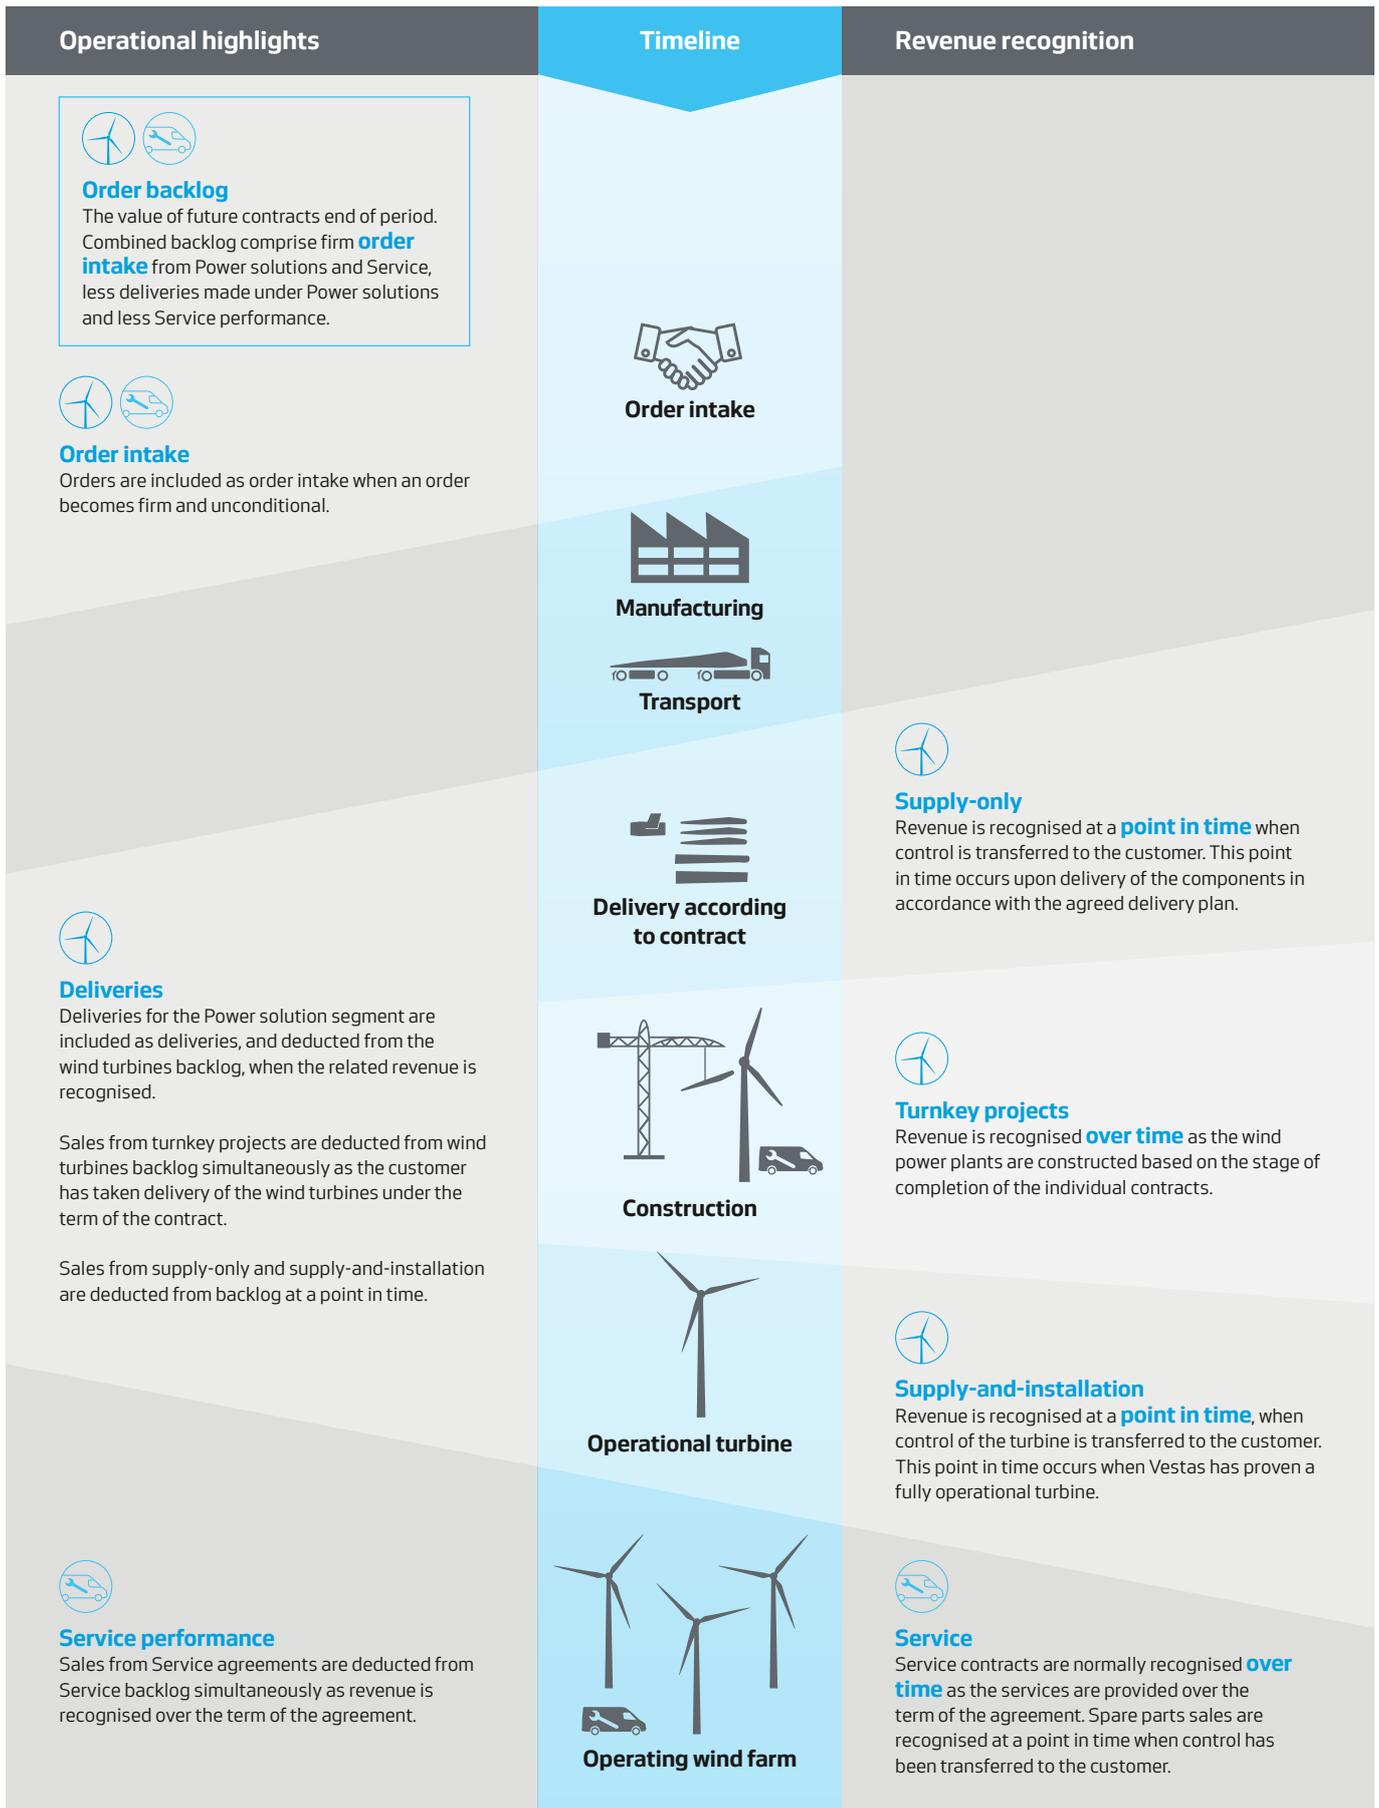 Operational highlights
Timeline
Revenue recognition
Order backlog
The value of future contracts end of period.
Combined backlog comprise firm order
intake from Power solutions and Service,
less deliveries made under Power solutions
and less Service performance.
Order intake
Order intake
Orders are included as order intake when an order
becomes firm and unconditional.
Manufacturing
Transport
Supply-only
Revenue is recognised at a point in time when
control is transferred to the customer. This point
in time occurs upon delivery of the components in
accordance with the agreed delivery plan.
Delivery according
to contract
Deliveries
Deliveries for the Power solution segment are
included as deliveries, and deducted from the
wind turbines backlog, when the related revenue is
recognised.
Sales from turnkey projects are deducted from wind
turbines backlog simultaneously as the customer
has taken delivery of the wind turbines under the
term of the contract.
Sales from supply-only and supply-and-installation
are deducted from backlog at a point in time.
Turnkey projects
Revenue is recognised over time as the wind
power plants are constructed based on the stage of
completion of the individual contracts.
Construction
Supply-and-installation
Revenue is recognised at a point in time, when
control of the turbine is transferred to the customer.
This point in time occurs when Vestas has proven a
fully operational turbine.
Operational turbine
Service performance
Sales from Service agreements are deducted from
Service backlog simultaneously as revenue is
recognised over the term of the agreement.
Operating wind farm
Service
Service contracts are normally recognised over
time as the services are provided over the
term of the agreement. Spare parts sales are
recognised at a point in time when control has
been transferred to the customer.